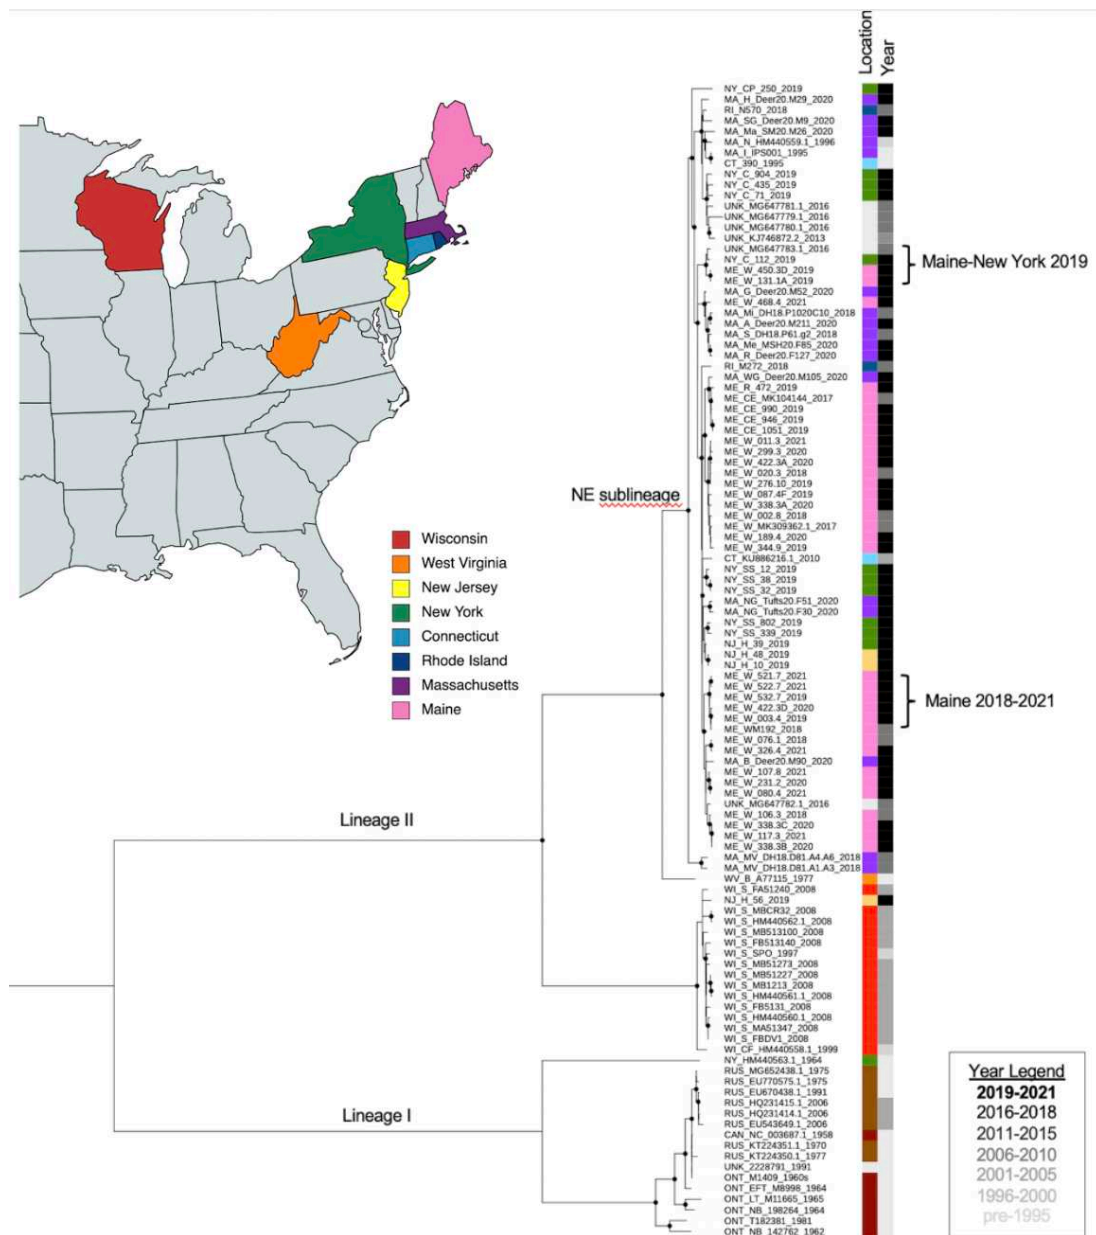 Location
Year
NY_CP_250_2019
MA_H_Deer20.M29_2020
RI_N570_2018
MA_SG_Deer20.M9_2020
MA_Ma_SM20.M26_2020
MA_N_HM440559.1_1996
MA_I_IPS001_1995
CT_390_1995
NY_C_904_2019
NY_C_435_2019
NY_C_71_2019
UNK_MG647781.1_2016
UNK_MG647779.1_2016
UNK_MG647780.1_2016
UNK_KJ746872.2_2013
UNK_MG647783.1_2016
NY_C_112_2019
ME_W_450.3D_2019
ME_W_131.1A_2019
Maine-New York 2019
MA_G_Deer20.M52_2020
ME_W_468.4_2021
MA_Mi_DH18.P1020C10_2018
MA_A_Deer20.M211_2020
MA_S_DH18.P61.g2_2018
MA_Me_MSH20.F85_2020
MA_R_Deer20.F127_2020
RI_M272_2018
MA_WG_Deer20.M105_2020
ME_R_472_2019
ME_CE_MK104144_2017
ME_CE_990_2019
ME_CE_946_2019
ME_CE_1051_2019
ME_W_011.3_2021
ME_W_299.3_2020
ME_W_422.3A_2020
ME_W_020.3_2018
ME_W_276.10_2019
ME_W_087.4F_2019
ME_W_338.3A_2020
ME_W_002.8_2018
ME_W_MK309362.1_2017
ME_W_189.4_2020
ME_W_344.9_2019
NE sublineage
CT_KU886216.1_2010
NY_SS_12_2019
NY_SS_38_2019
NY_SS_32_2019
MA_NG_Tufts20.F51_2020
MA_NG_Tufts20.F30_2020
NY_SS_802_2019
NY_SS_339_2019
NJ_H_39_2019
NJ_H_48_2019
NJ_H_10_2019
ME_W_521.7_2021
ME_W_522.7_2021
ME_W_532.7_2019
ME_W_422.3D_2020
ME_W_003.4_2019
Maine 2018-2021
ME_WM192_2018
ME_W_076.1_2018
ME_W_326.4_2021
MA_B_Deer20.M90_2020
ME_W_107.8_2021
ME_W_231.2_2020
ME_W_080.4_2021
UNK_MG647782.1_2016
ME_W_106.3_2018
ME_W_338.3C_2020
ME_W_117.3_2021
ME_W_338.3B_2020
MA_MV_DH18.D81.A4.A6_2018
MA_MV_DH18.D81.A1.A3_2018
WV_B_A77115_1977
Wisconsin
West Virginia
New Jersey
New York
Connecticut
Rhode Island
Massachusetts
Maine
Lineage II
WI_S_FA51240_2008
NJ_H_56_2019
WI_S_MBCR32_2008
WI_S_HM440562.1_2008
WI_S_MB513100_2008
WI_S_FB513140_2008
WI_S_SPO_1997
WI_S_MB51273_2008
WI_S_MB51227_2008
WI_S_MB1213_2008
WI_S_HM440561.1_2008
WI_S_FB5131_2008
WI_S_HM440560.1_2008
WI_S_MA51347_2008
WI_S_FBDV1_2008
WI_CF_HM440558.1_1999
NY_HM440563.1_1964
RUS_MG652438.1_1975
RUS_EU770575.1_1975
RUS_EU670438.1_1991
RUS_HQ231415.1_2006
RUS_HQ231414.1_2006
RUS_EU543649.1_2006
CAN_NC_003687.1_1958
RUS_KT224351.1_1970
RUS_KT224350.1_1977
UNK_2228791_1991
ONT_M1409_1960s
ONT_EFT_M8998_1964
ONT_LT_M11665_1965
ONT_NB_198264_1964
ONT_T182381_1981
ONT_NB_142762_1962
Lineage I
Year Legend
2019-2021
2016-2018
2011-2015
2006-2010
2001-2005
1996-2000
pre-1995